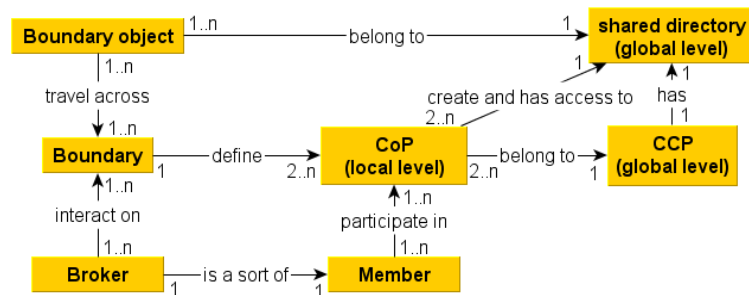 Boundary object
1..n
belong to
1
shared directory
(global level)
1..n
travel across
1..n
1
create and has access to
2..n
1
has
1
Boundary
1
define
2..n
CoP
(local level)
2..n
belong to
1
CCP
(global level)
1..n
interact on
1..n
1..n
participate in
1..n
Broker
1
is a sort of
1
Member